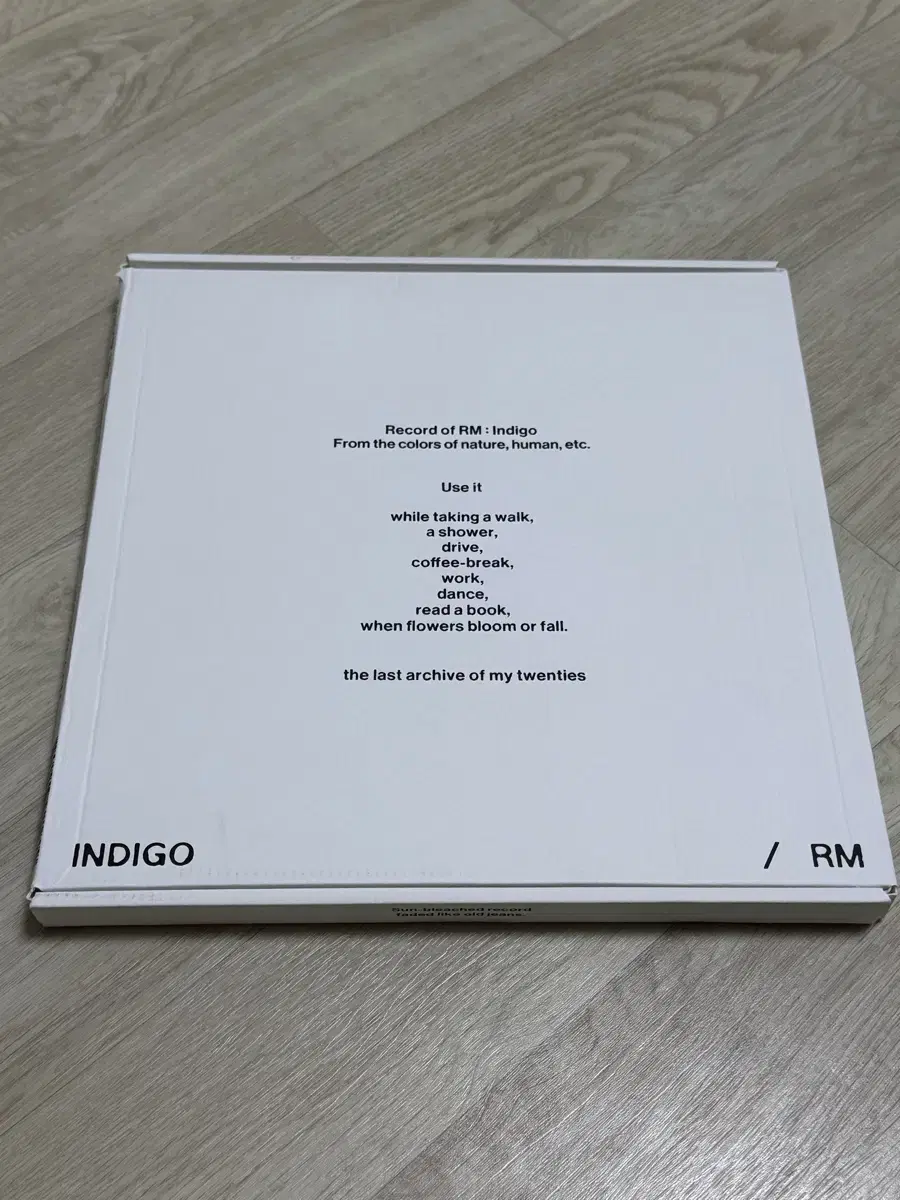 Record of RM : Indigo
From the colors of nature, human, etc.
Use it
while taking a walk,
a shower,
drive,
coffee-break,
work,
dance,
read a book,
when flowers bloom or fall.
the last archive of my twenties
INDIGO / RM
Sun-bleached record
faded like old jeans.